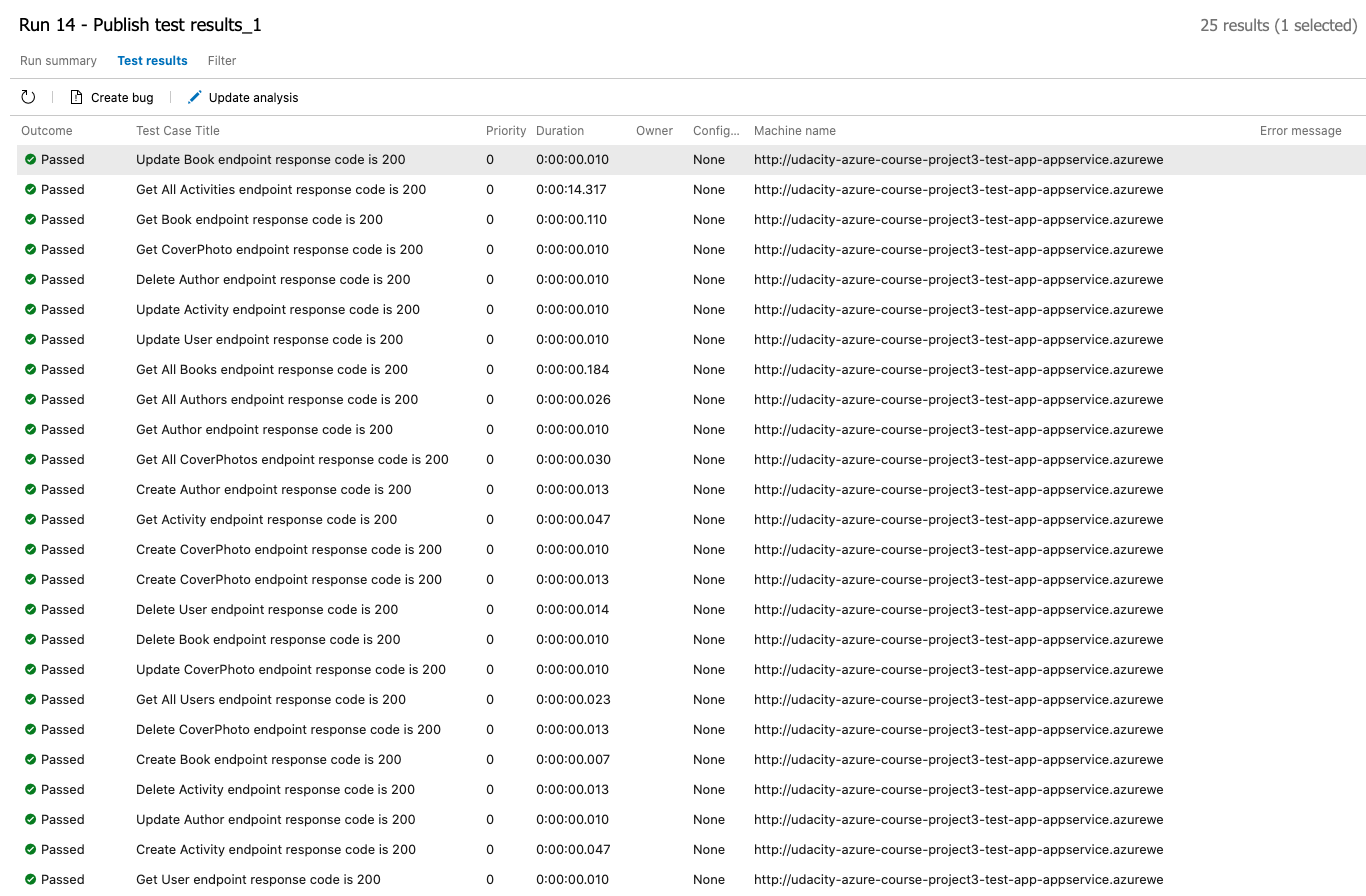 Run 14 - Publish test results_1
25 results (1 selected)
Run summary Test results Filter
Create bug Update analysis
Outcome Test Case Title Priority Duration Owner Config... Machine name Error message
Passed Update Book endpoint response code is 200 0 0:00:00.010 None http://udacity-azure-course-project3-test-app-appservice.azurewe
Passed Get All Activities endpoint response code is 200 0 0:00:14.317 None http://udacity-azure-course-project3-test-app-appservice.azurewe
Passed Get Book endpoint response code is 200 0 0:00:00.110 None http://udacity-azure-course-project3-test-app-appservice.azurewe
Passed Get CoverPhoto endpoint response code is 200 0 0:00:00.010 None http://udacity-azure-course-project3-test-app-appservice.azurewe
Passed Delete Author endpoint response code is 200 0 0:00:00.010 None http://udacity-azure-course-project3-test-app-appservice.azurewe
Passed Update Activity endpoint response code is 200 0 0:00:00.010 None http://udacity-azure-course-project3-test-app-appservice.azurewe
Passed Update User endpoint response code is 200 0 0:00:00.010 None http://udacity-azure-course-project3-test-app-appservice.azurewe
Passed Get All Books endpoint response code is 200 0 0:00:00.184 None http://udacity-azure-course-project3-test-app-appservice.azurewe
Passed Get All Authors endpoint response code is 200 0 0:00:00.026 None http://udacity-azure-course-project3-test-app-appservice.azurewe
Passed Get Author endpoint response code is 200 0 0:00:00.010 None http://udacity-azure-course-project3-test-app-appservice.azurewe
Passed Get All CoverPhotos endpoint response code is 200 0 0:00:00.030 None http://udacity-azure-course-project3-test-app-appservice.azurewe
Passed Create Author endpoint response code is 200 0 0:00:00.013 None http://udacity-azure-course-project3-test-app-appservice.azurewe
Passed Get Activity endpoint response code is 200 0 0:00:00.047 None http://udacity-azure-course-project3-test-app-appservice.azurewe
Passed Create CoverPhoto endpoint response code is 200 0 0:00:00.010 None http://udacity-azure-course-project3-test-app-appservice.azurewe
Passed Create CoverPhoto endpoint response code is 200 0 0:00:00.013 None http://udacity-azure-course-project3-test-app-appservice.azurewe
Passed Delete User endpoint response code is 200 0 0:00:00.014 None http://udacity-azure-course-project3-test-app-appservice.azurewe
Passed Delete Book endpoint response code is 200 0 0:00:00.010 None http://udacity-azure-course-project3-test-app-appservice.azurewe
Passed Update CoverPhoto endpoint response code is 200 0 0:00:00.010 None http://udacity-azure-course-project3-test-app-appservice.azurewe
Passed Get All Users endpoint response code is 200 0 0:00:00.023 None http://udacity-azure-course-project3-test-app-appservice.azurewe
Passed Delete CoverPhoto endpoint response code is 200 0 0:00:00.013 None http://udacity-azure-course-project3-test-app-appservice.azurewe
Passed Create Book endpoint response code is 200 0 0:00:00.007 None http://udacity-azure-course-project3-test-app-appservice.azurewe
Passed Delete Activity endpoint response code is 200 0 0:00:00.013 None http://udacity-azure-course-project3-test-app-appservice.azurewe
Passed Update Author endpoint response code is 200 0 0:00:00.010 None http://udacity-azure-course-project3-test-app-appservice.azurewe
Passed Create Activity endpoint response code is 200 0 0:00:00.047 None http://udacity-azure-course-project3-test-app-appservice.azurewe
Passed Get User endpoint response code is 200 0 0:00:00.010 None http://udacity-azure-course-project3-test-app-appservice.azurewe